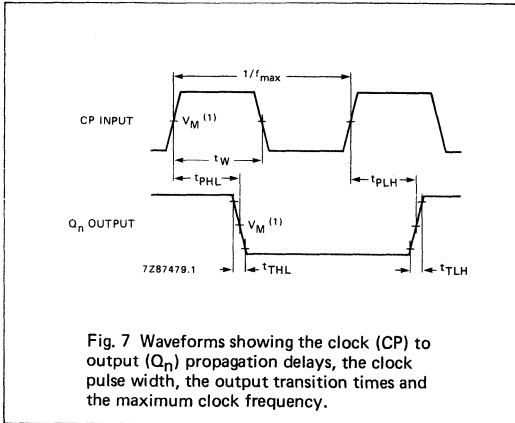 1/fmax
CP INPUT
VM (1)
tW
tPHL
tPLH
Qn OUTPUT
VM (1)
7Z87479.1
tTHL
tTLH
Fig. 7 Waveforms showing the clock (CP) to
output (Qn) propagation delays, the clock
pulse width, the output transition times and
the maximum clock frequency.